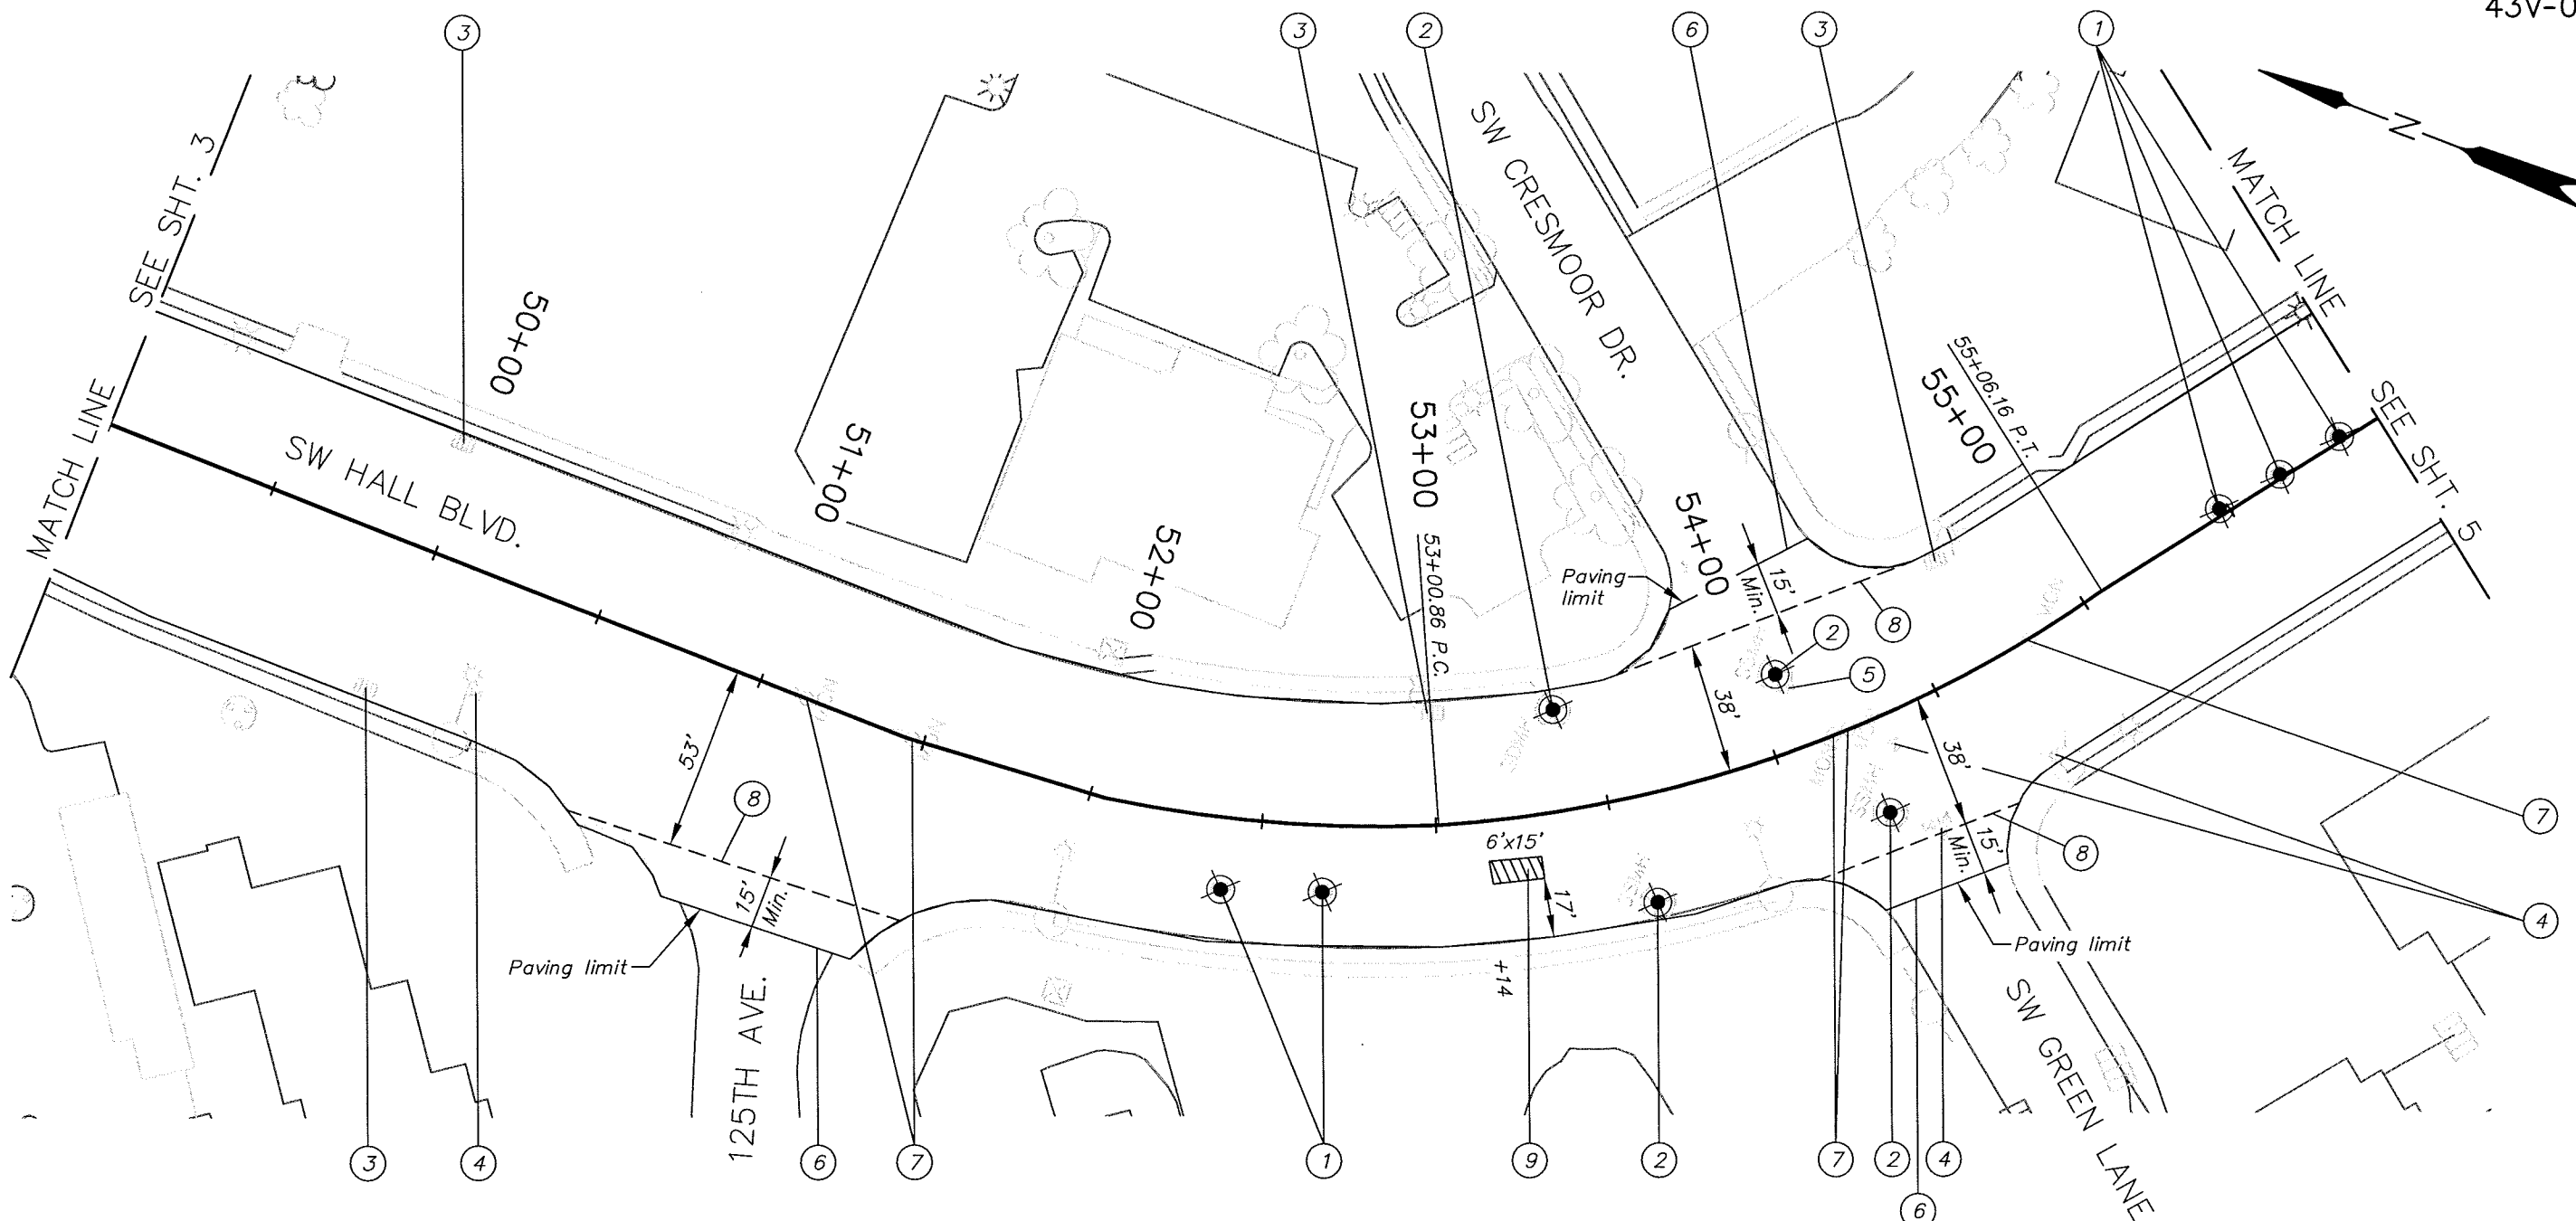 43V-0
3
3
2
6
3
1
N
SEE SHT. 3
MATCH LINE
SW CRESMOOR DR.
MATCH LINE
SEE SHT. 5
50+00
51+00
52+00
53+00
53+00.86 P.C.
54+00
55+00
55+06.16 P.T.
SW HALL BLVD.
Paving
limit
15'
Min.
8
2
5
38'
53'
8
15'
Min.
Paving limit
38'
15'
Min.
8
7
4
6'x15'
17'
+14
Paving limit
125TH AVE.
SW GREEN LANE
3
4
6
7
1
9
2
7
2
4
6